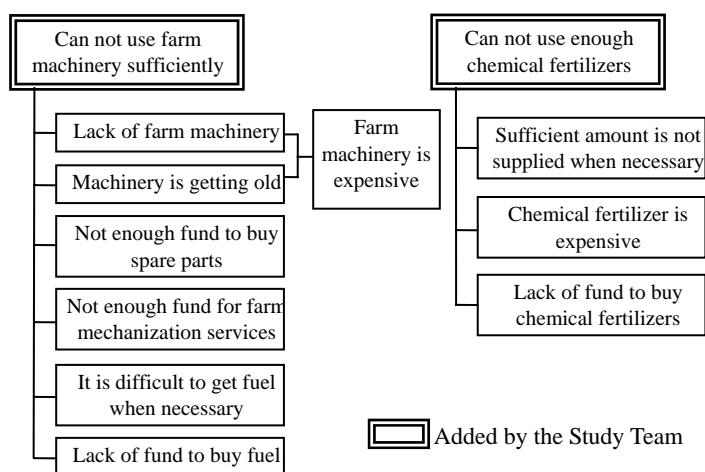 Can not use farm
machinery sufficiently
Lack of farm machinery
Machinery is getting old
Farm
machinery is
expensive
Not enough fund to buy
spare parts
Not enough fund for farm
mechanization services
It is difficult to get fuel
when necessary
Lack of fund to buy fuel
Can not use enough
chemical fertilizers
Sufficient amount is not
supplied when necessary
Chemical fertilizer is
expensive
Lack of fund to buy
chemical fertilizers
Added by the Study Team